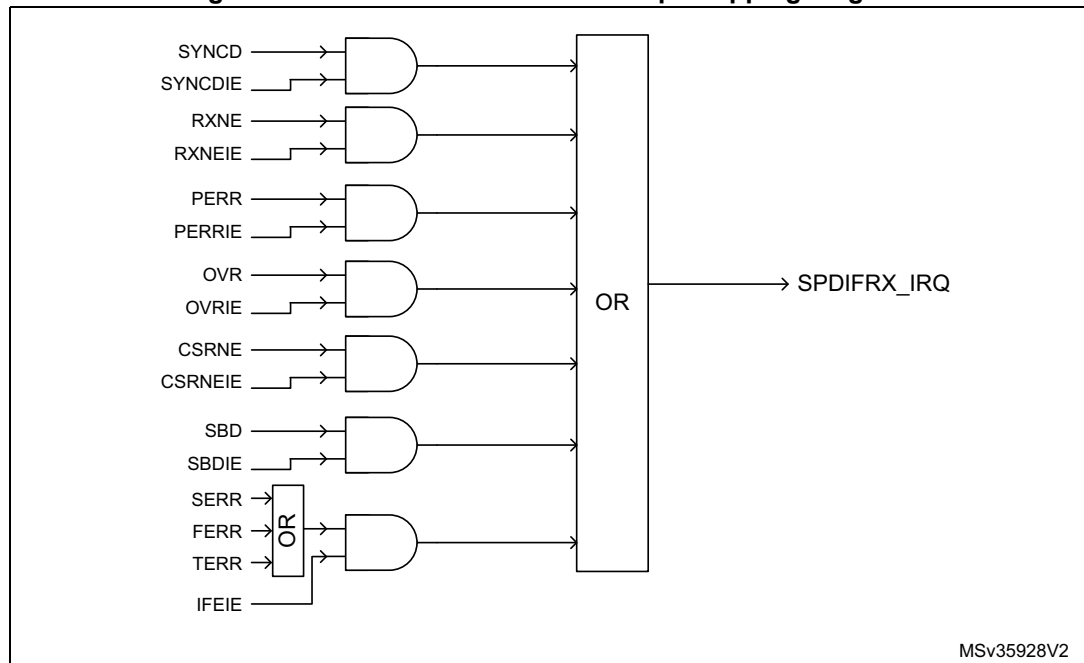 SYNCD
SYNCDIE
RXNE
RXNEIE
PERR
PERRIE
OVR
OVRIE
CSRNE
CSRNEIE
SBD
SBDIE
SERR
FERR
TERR
OR
IFEIE
OR
SPDIFRX_IRQ
MSv35928V2